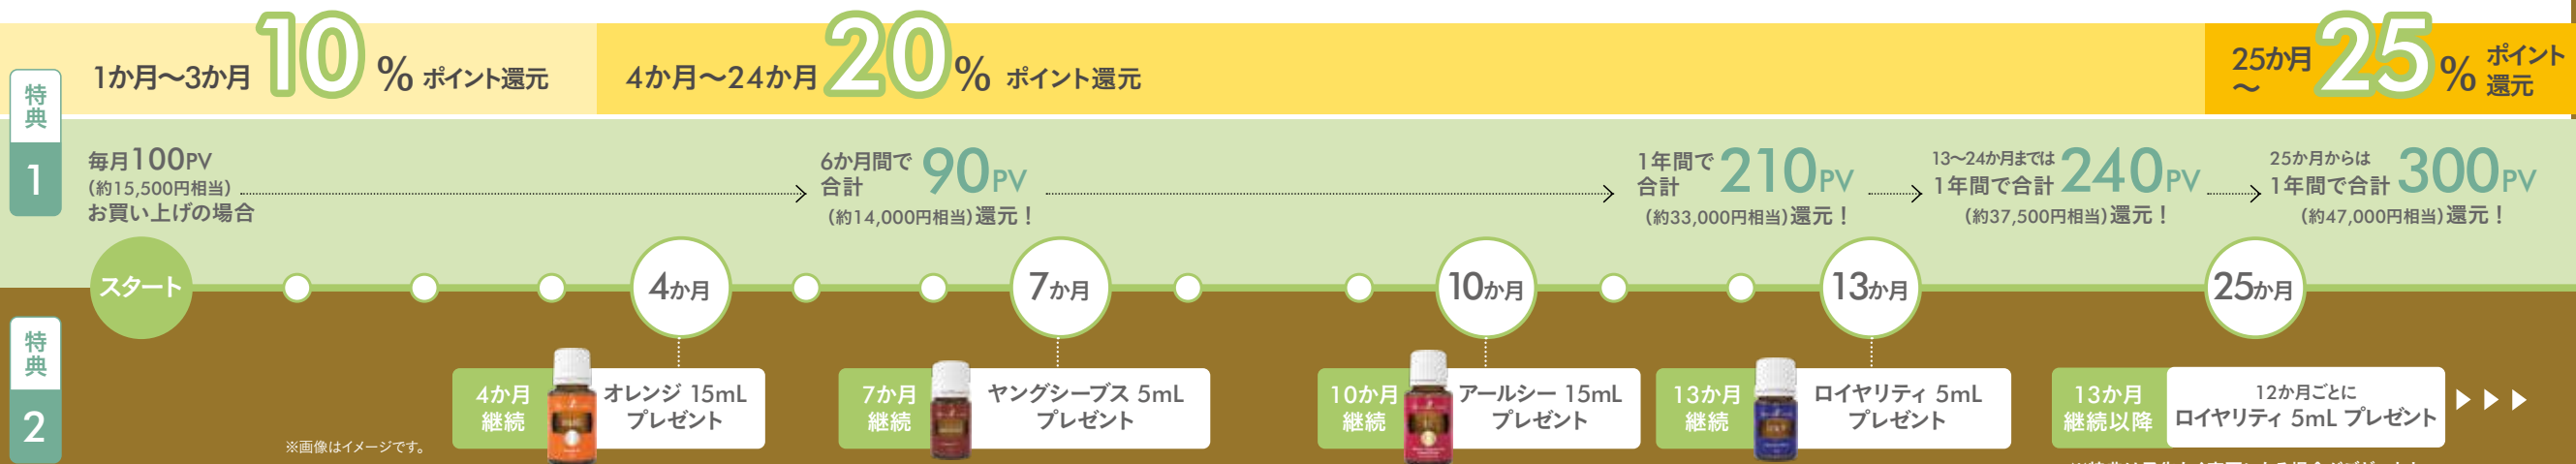 特典
1
1か月〜3か月 10% ポイント還元
4か月〜24か月 20% ポイント還元
25か月
〜
25%
ポイント
還元
毎月100PV
(約15,500円相当)
お買い上げの場合
6か月間で
合計
90PV
(約14,000円相当)還元!
1年間で
合計
210PV
(約33,000円相当)還元!
13〜24か月までは
1年間で合計
240PV
(約37,500円相当)還元!
25か月からは
1年間で合計
300PV
(約47,000円相当)還元!
スタート
4か月
7か月
10か月
13か月
25か月
特典
2
4か月
継続
オレンジ 15mL
プレゼント
7か月
継続
ヤングシーブス 5mL
プレゼント
10か月
継続
アールシー 15mL
プレゼント
13か月
継続
ロイヤリティ 5mL
プレゼント
13か月
継続以降
12か月ごとに
ロイヤリティ 5mL プレゼント
※画像はイメージです。